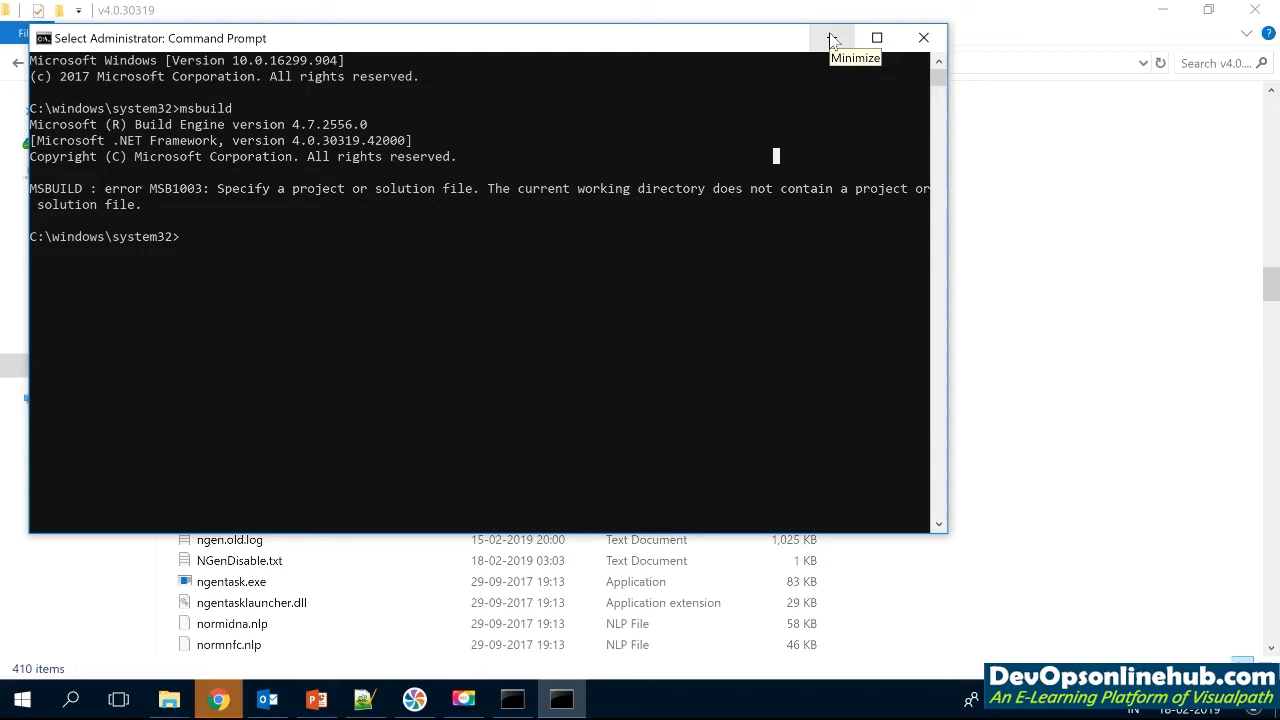 v4.0.30319
Select Administrator: Command Prompt
Minimize
Search v4.0....
Microsoft Windows [Version 10.0.16299.904]
(c) 2017 Microsoft Corporation. All rights reserved.
C:\windows\system32>msbuild
Microsoft (R) Build Engine version 4.7.2556.0
[Microsoft .NET Framework, version 4.0.30319.42000]
Copyright (C) Microsoft Corporation. All rights reserved.
MSBUILD : error MSB1003: Specify a project or solution file. The current working directory does not contain a project or
solution file.
C:\windows\system32>
ngen.old.log 15-02-2019 20:00 Text Document 1,025 KB
NGenDisable.txt 18-02-2019 03:03 Text Document 1 KB
ngentask.exe 29-09-2017 19:13 Application 83 KB
ngentasklauncher.dll 29-09-2017 19:13 Application extension 29 KB
normidna.nlp 29-09-2017 19:13 NLP File 58 KB
normnfc.nlp 29-09-2017 19:13 NLP File 46 KB
410 items
DevOpsonlinehub.com
An E-Learning Platform of Visualpath
IN 18-02-2019